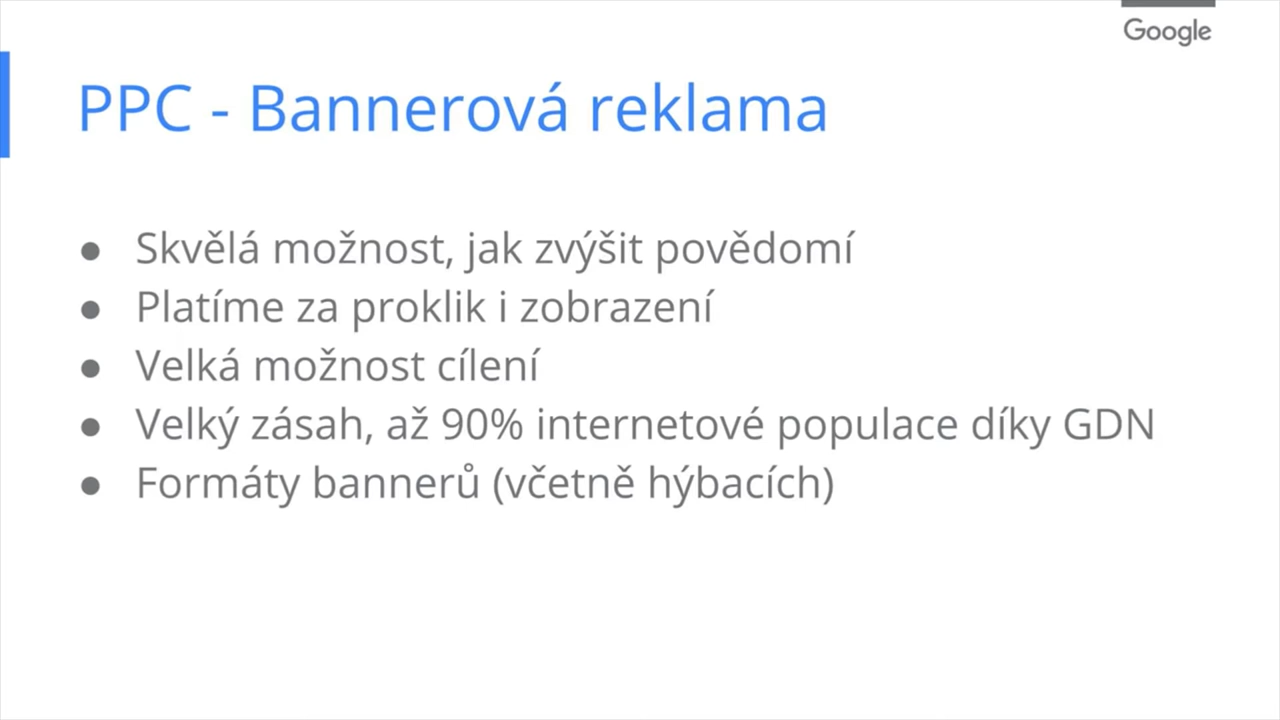 Google
PPC - Bannerová reklama
● Skvělá možnost, jak zvýšit povědomí
● Platíme za proklik i zobrazení
● Velká možnost cílení
● Velký zásah, až 90% internetové populace díky GDN
● Formáty bannerů (včetně hýbacích)